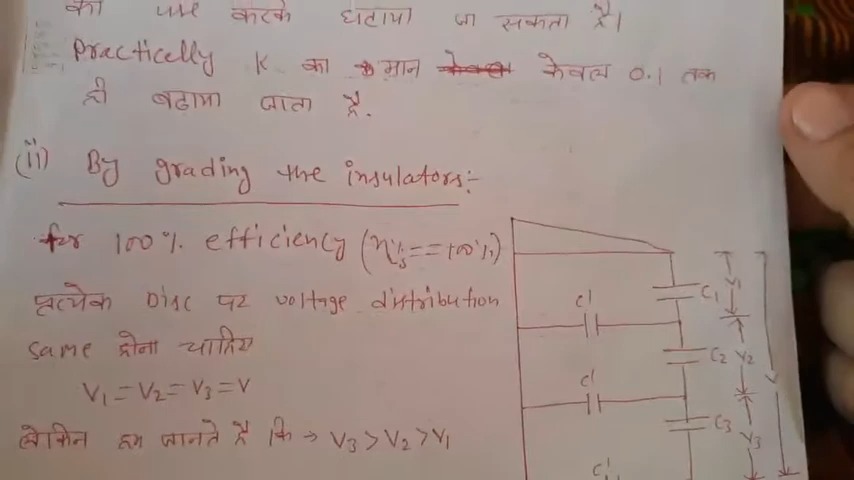 का use करके घटाया जा सकता है।
Practically K का मान केवल 0.1 तक
ही बढ़ाया जाता है.
(ii) By grading the insulators:-
for 100% efficiency (η%s == 100%)
प्रत्येक Disc पर voltage distribution
same होना चाहिए
V1 = V2 = V3 = V
लेकिन हम जानते है कि → V3 > V2 > V1
C1
V1
C'
C2
V2
C'
V
C3
V3
C'